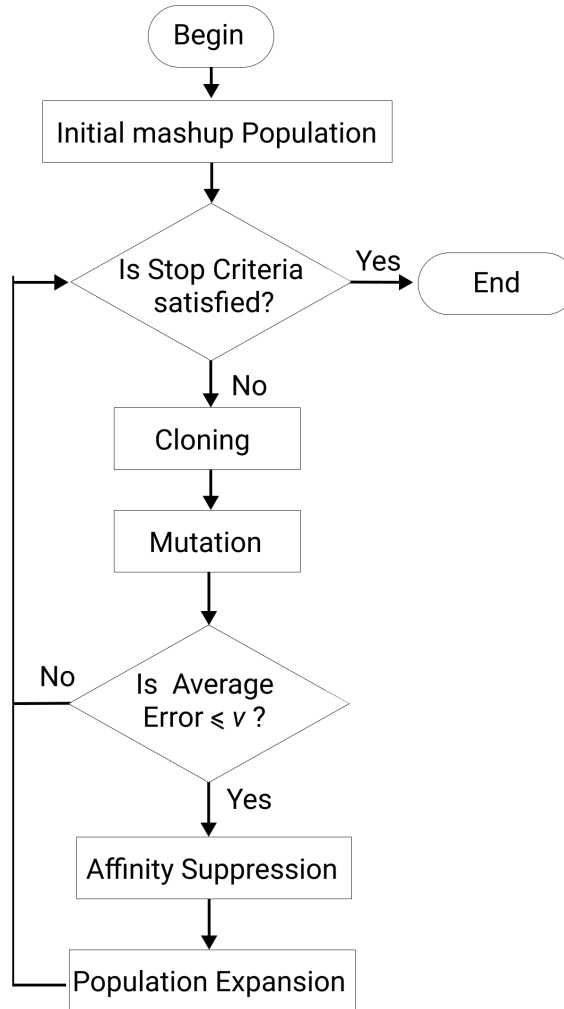 Begin
Initial mashup Population
Is Stop Criteria
satisfied?
Yes
End
No
Cloning
Mutation
No
Is Average
Error ⩽ v ?
Yes
Affinity Suppression
Population Expansion